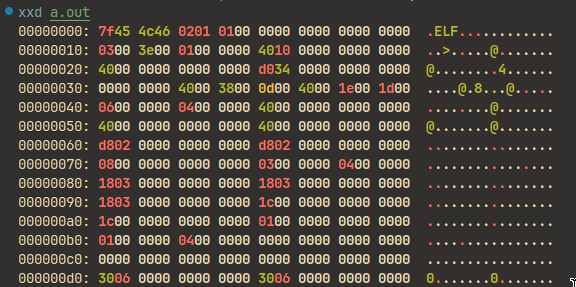 xxd a.out
00000000: 7f45 4c46 0201 0100 0000 0000 0000 0000  .ELF............
00000010: 0300 3e00 0100 0000 4010 0000 0000 0000  ..>.....@.......
00000020: 4000 0000 0000 0000 d034 0000 0000 0000  @........4......
00000030: 0000 0000 4000 3800 0d00 4000 1e00 1d00  ....@.8...@.....
00000040: 0600 0000 0400 0000 4000 0000 0000 0000  ........@.......
00000050: 4000 0000 0000 0000 4000 0000 0000 0000  @.......@.......
00000060: d802 0000 0000 0000 d802 0000 0000 0000  ................
00000070: 0800 0000 0000 0000 0300 0000 0400 0000  ................
00000080: 1803 0000 0000 0000 1803 0000 0000 0000  ................
00000090: 1803 0000 0000 0000 1c00 0000 0000 0000  ................
000000a0: 1c00 0000 0000 0000 0100 0000 0000 0000  ................
000000b0: 0100 0000 0400 0000 0000 0000 0000 0000  ................
000000c0: 0000 0000 0000 0000 0000 0000 0000 0000  ................
000000d0: 3006 0000 0000 0000 3006 0000 0000 0000  0.......0.......